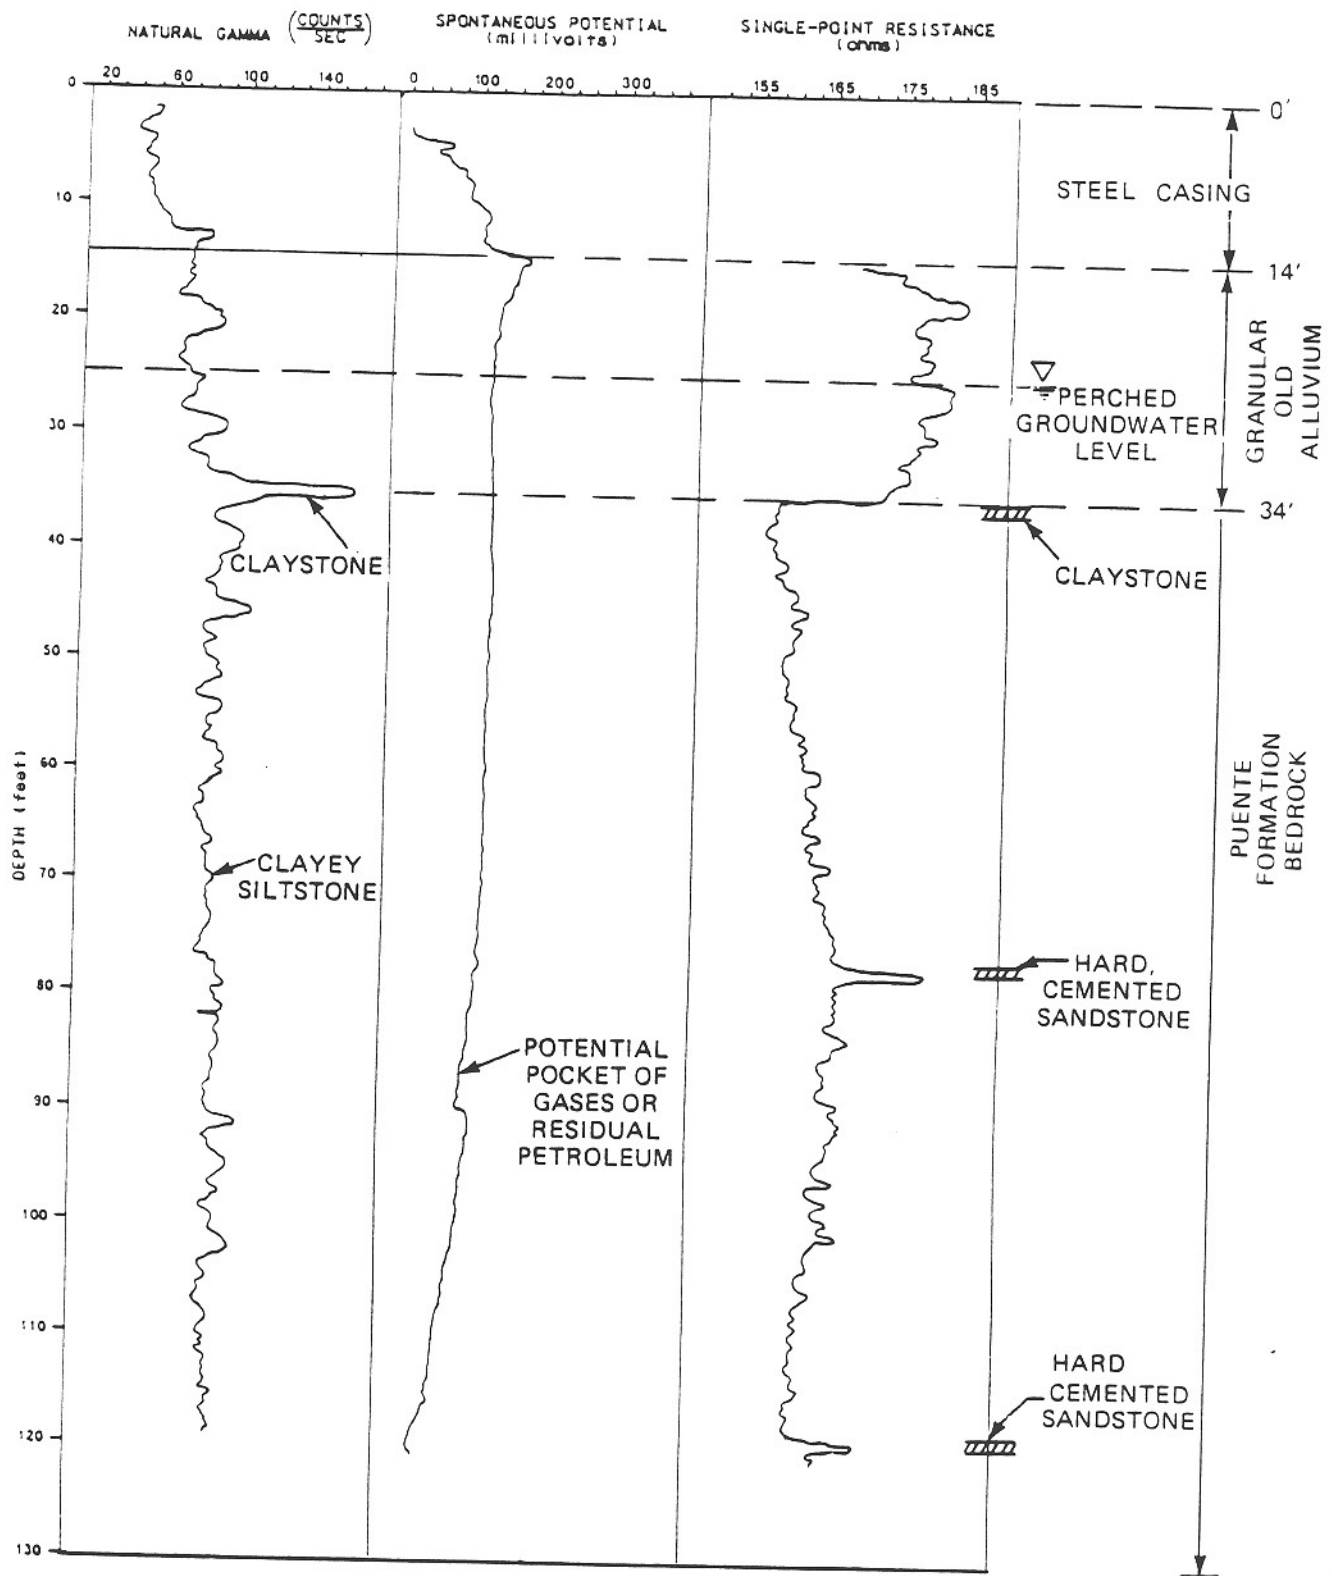 NATURAL GAMMA (COUNTS/SEC)
SPONTANEOUS POTENTIAL
(millivolts)
SINGLE-POINT RESISTANCE
(ohms)
20 60 100 140
0 100 200 300
155 165 175 185
0
10
20
30
40
50
60
70
80
90
100
110
120
130
DEPTH (feet)
0'
STEEL CASING
14'
GRANULAR
OLD
ALLUVIUM
PERCHED
GROUNDWATER
LEVEL
34'
CLAYSTONE
CLAYSTONE
PUENTE
FORMATION
BEDROCK
CLAYEY
SILTSTONE
HARD,
CEMENTED
SANDSTONE
POTENTIAL
POCKET OF
GASES OR
RESIDUAL
PETROLEUM
HARD
CEMENTED
SANDSTONE